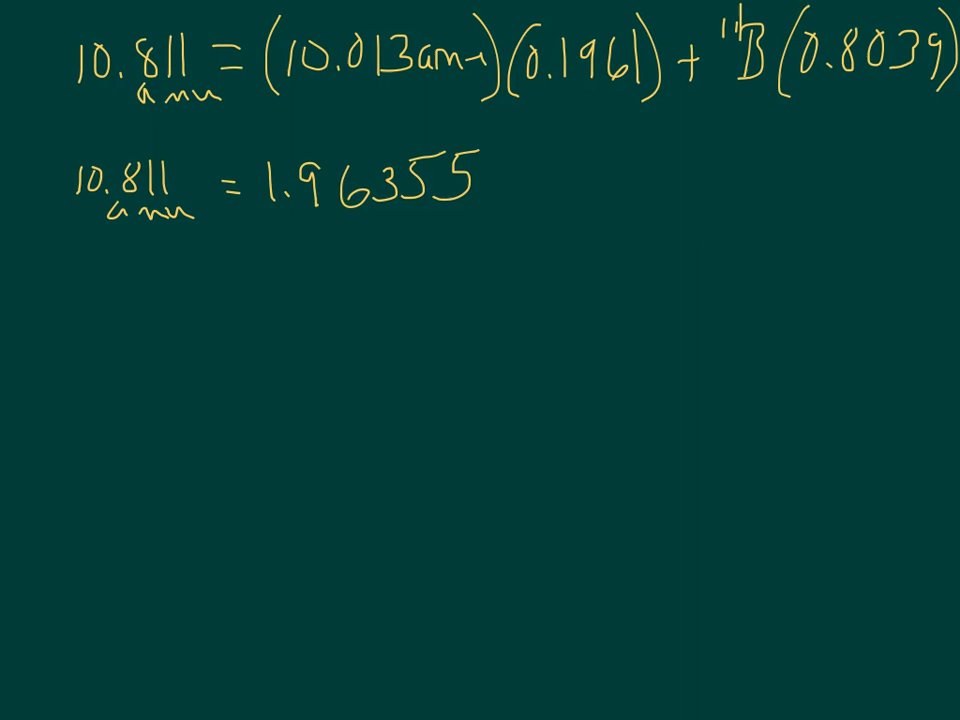 10.811 amu = (10.013amu)(0.1961) + ¹¹B(0.8039)
10.811 amu = 1.96355